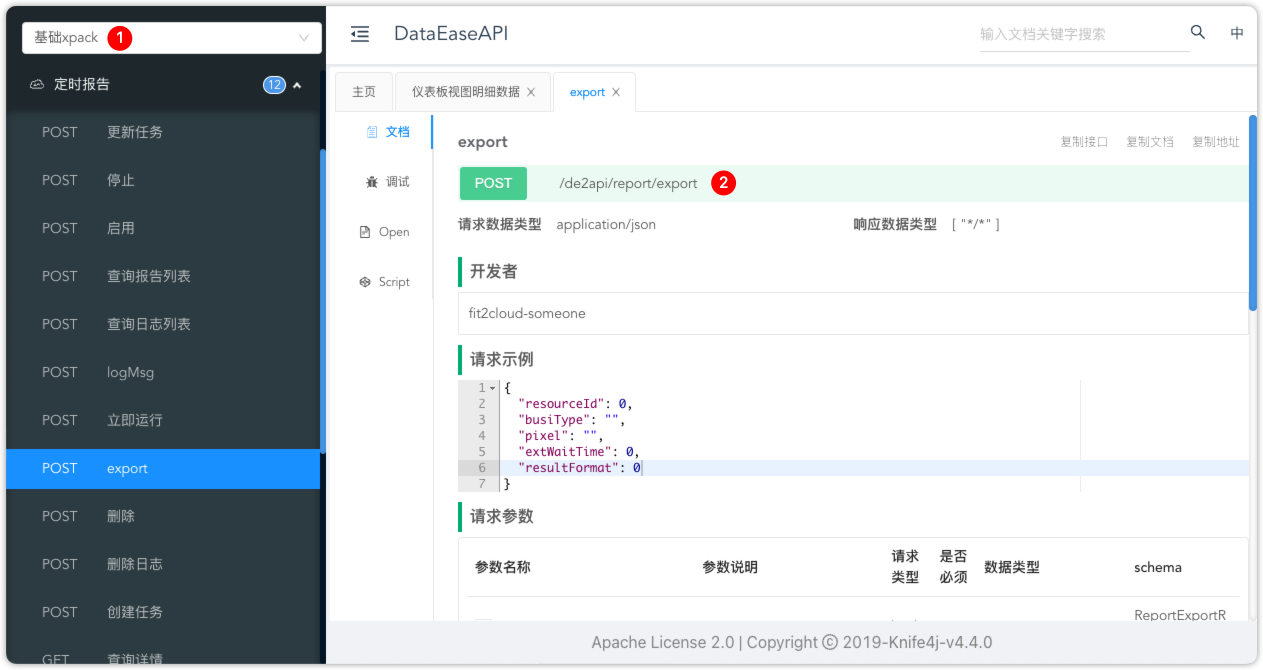 基础xpack 1
定时报告 12
POST 更新任务
POST 停止
POST 启用
POST 查询报告列表
POST 查询日志列表
POST logMsg
POST 立即运行
POST export
POST 删除
POST 删除日志
POST 创建任务
GET 查询详情
DataEaseAPI
输入文档关键字搜索 中
主页 仪表板视图明细数据 export
文档
调试
Open
Script
export 复制接口 复制文档 复制地址
POST /de2api/report/export 2
请求数据类型 application/json 响应数据类型 [ "*/*" ]
开发者
fit2cloud-someone
请求示例
1 {
2 "resourceId": 0,
3 "busiType": "",
4 "pixel": "",
5 "extWaitTime": 0,
6 "resultFormat": 0
7 }
请求参数
参数名称 参数说明 请求类型 是否必须 数据类型 schema
ReportExportR
Apache License 2.0 | Copyright © 2019-Knife4j-v4.4.0